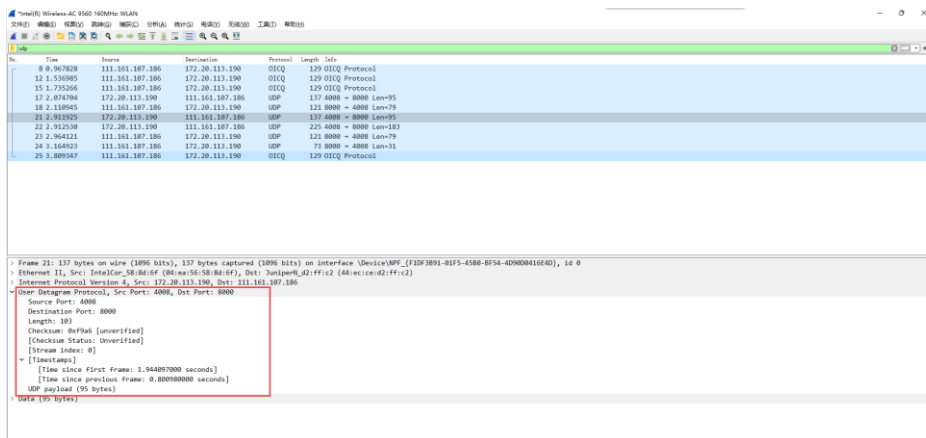 *Intel(R) Wireless-AC 9560 160MHz: WLAN
文件(F) 编辑(E) 视图(V) 跳转(G) 捕获(C) 分析(A) 统计(S) 电话(Y) 无线(W) 工具(T) 帮助(H)
udp
No. Time Source Destination Protocol Length Info
8 0.967828 111.161.107.186 172.20.113.190 OICQ 129 OICQ Protocol
12 1.536985 111.161.107.186 172.20.113.190 OICQ 129 OICQ Protocol
15 1.735266 111.161.107.186 172.20.113.190 OICQ 129 OICQ Protocol
17 2.074704 172.20.113.190 111.161.107.186 UDP 137 4008 → 8000 Len=95
18 2.110945 111.161.107.186 172.20.113.190 UDP 121 8000 → 4008 Len=79
21 2.911925 172.20.113.190 111.161.107.186 UDP 137 4008 → 8000 Len=95
22 2.912530 172.20.113.190 111.161.107.186 UDP 225 4008 → 8000 Len=183
23 2.964121 111.161.107.186 172.20.113.190 UDP 121 8000 → 4008 Len=79
24 3.164923 111.161.107.186 172.20.113.190 UDP 73 8000 → 4008 Len=31
25 3.809347 111.161.107.186 172.20.113.190 OICQ 129 OICQ Protocol
> Frame 21: 137 bytes on wire (1096 bits), 137 bytes captured (1096 bits) on interface \Device\NPF_{F1DF3B91-01F5-45B0-BF54-4D90D0416E4D}, id 0
> Ethernet II, Src: IntelCor_58:8d:6f (04:ea:56:58:8d:6f), Dst: JuniperN_d2:ff:c2 (44:ec:ce:d2:ff:c2)
> Internet Protocol Version 4, Src: 172.20.113.190, Dst: 111.161.107.186
User Datagram Protocol, Src Port: 4008, Dst Port: 8000
Source Port: 4008
Destination Port: 8000
Length: 103
Checksum: 0xf9a6 [unverified]
[Checksum Status: Unverified]
[Stream index: 0]
[Timestamps]
[Time since first frame: 1.944097000 seconds]
[Time since previous frame: 0.800980000 seconds]
UDP payload (95 bytes)
> Data (95 bytes)